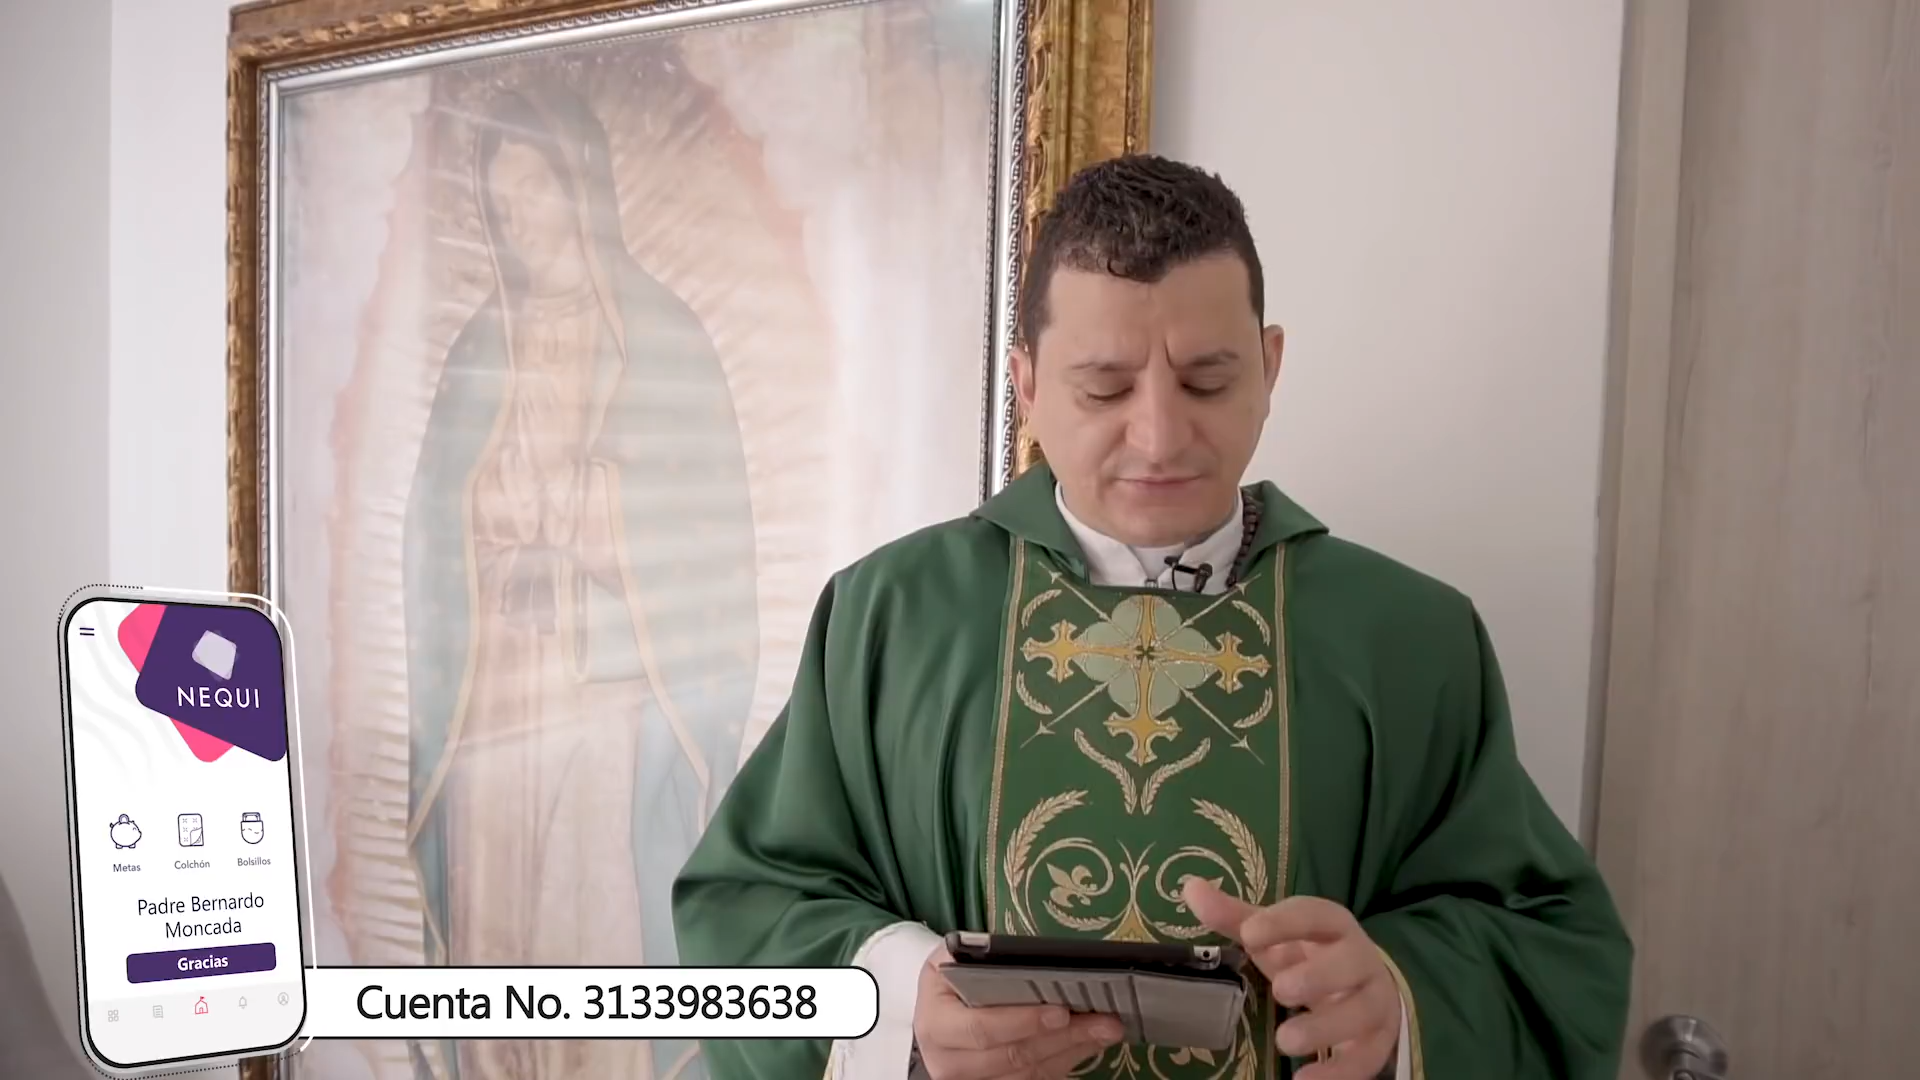 NEQUI
Metas Colchón Bolsillos
Padre Bernardo
Moncada
Gracias
Cuenta No. 3133983638